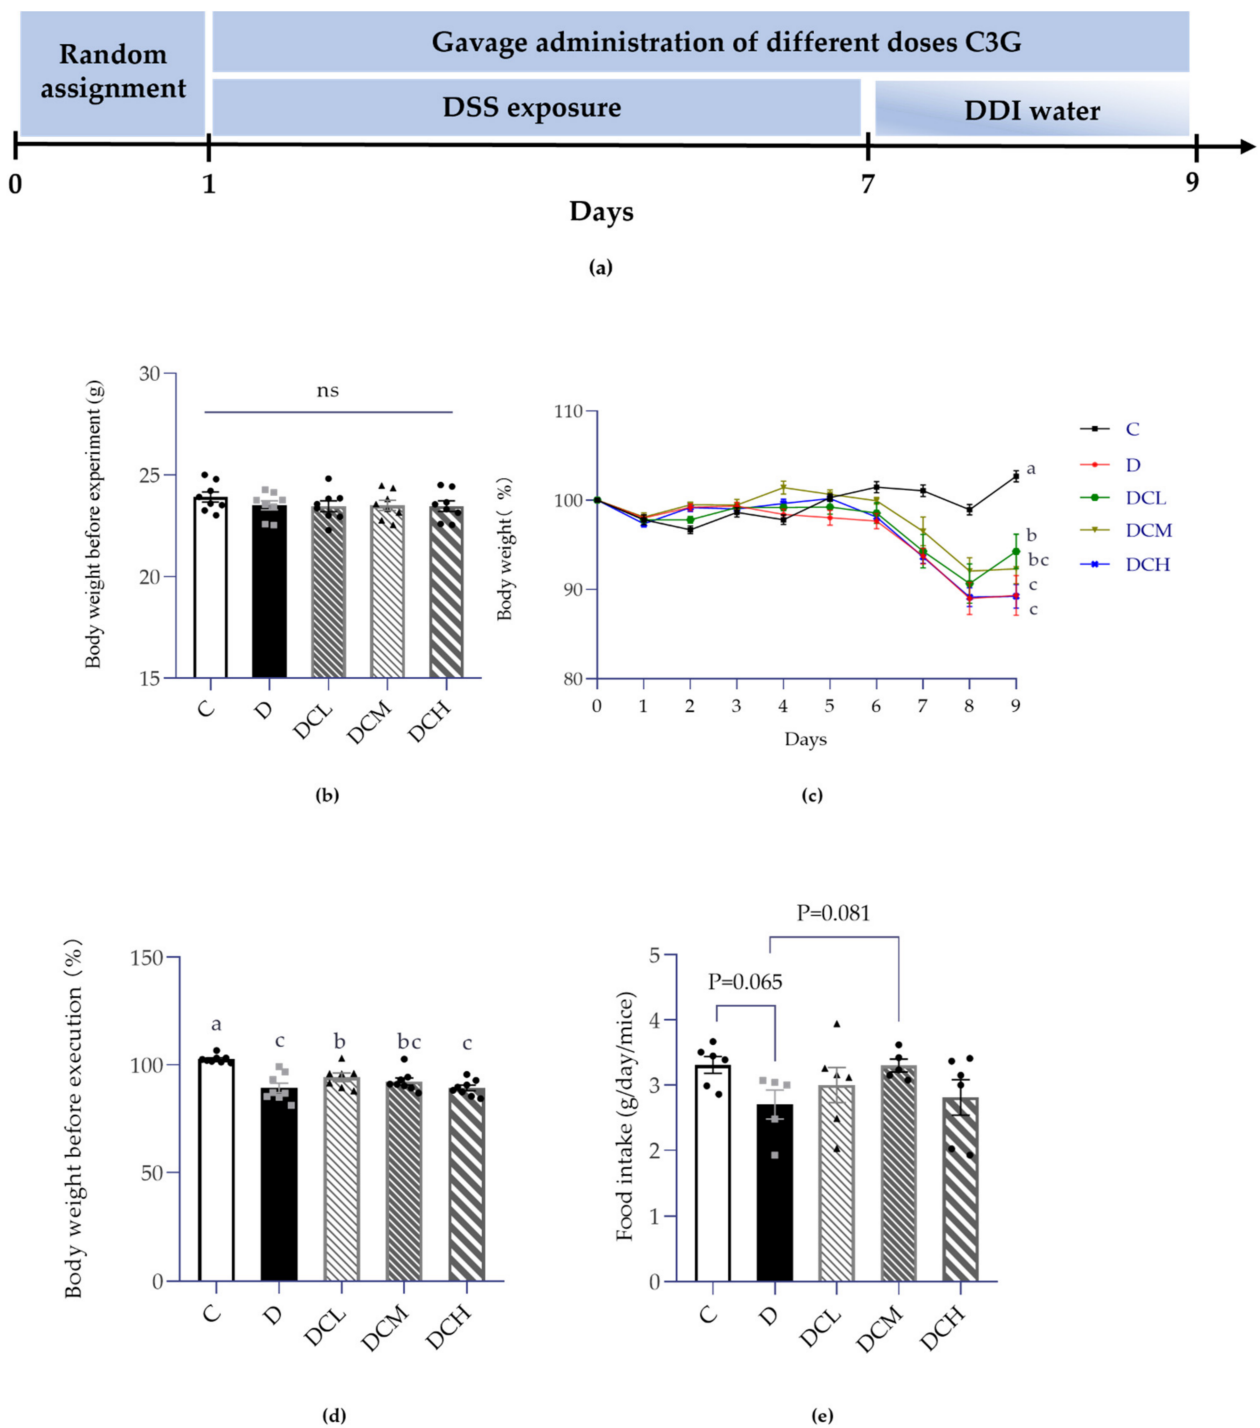 Random
assignment
Gavage administration of different doses C3G
DSS exposure
DDI water
0
1
7
9
Days
(a)
Body weight before experiment (g)
30
25
20
15
ns
C
D
DCL
DCM
DCH
(b)
Body weight( %)
110
100
90
80
0
1
2
3
4
5
6
7
8
9
Days
a
b
bc
c
c
C
D
DCL
DCM
DCH
(c)
Body weight before execution (%)
150
100
50
0
a
c
b
bc
c
C
D
DCL
DCM
DCH
(d)
Food intake (g/day/mice)
5
4
3
2
1
0
P=0.081
P=0.065
C
D
DCL
DCM
DCH
(e)